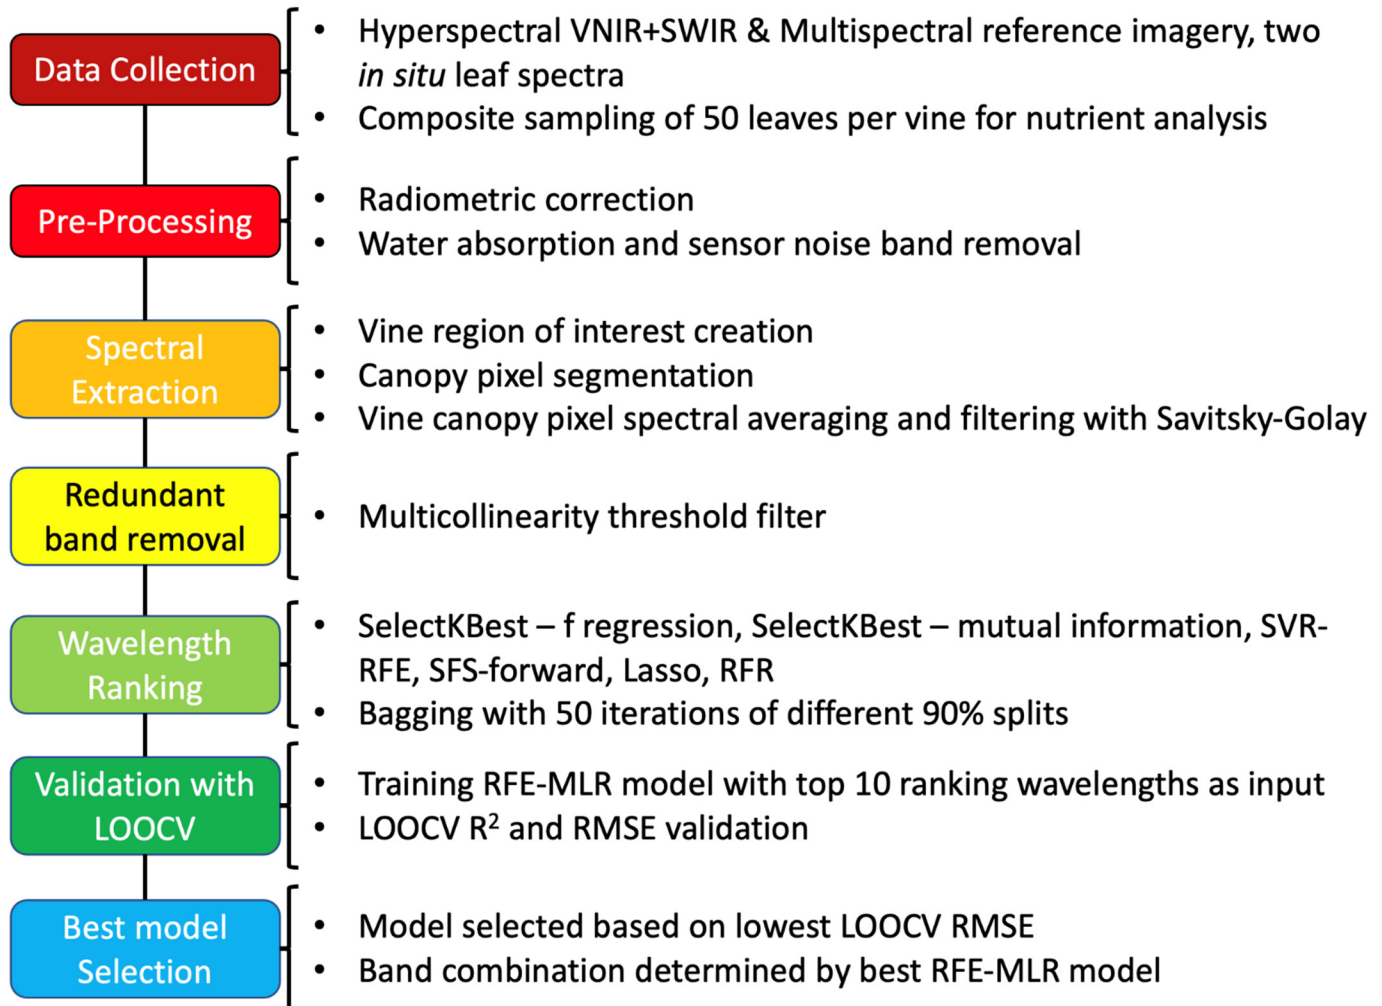 Data Collection
• Hyperspectral VNIR+SWIR & Multispectral reference imagery, two
in situ leaf spectra
• Composite sampling of 50 leaves per vine for nutrient analysis
Pre-Processing
• Radiometric correction
• Water absorption and sensor noise band removal
Spectral
Extraction
• Vine region of interest creation
• Canopy pixel segmentation
• Vine canopy pixel spectral averaging and filtering with Savitsky-Golay
Redundant
band removal
• Multicollinearity threshold filter
Wavelength
Ranking
• SelectKBest – f regression, SelectKBest – mutual information, SVR-
RFE, SFS-forward, Lasso, RFR
• Bagging with 50 iterations of different 90% splits
Validation with
LOOCV
• Training RFE-MLR model with top 10 ranking wavelengths as input
• LOOCV R² and RMSE validation
Best model
Selection
• Model selected based on lowest LOOCV RMSE
• Band combination determined by best RFE-MLR model